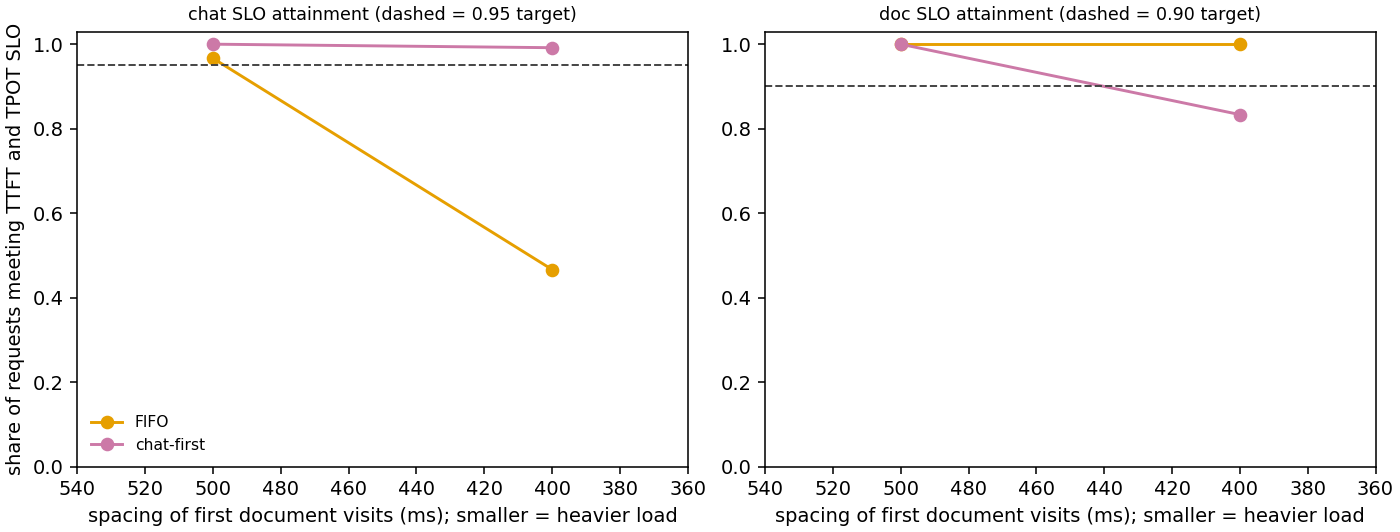 chat SLO attainment (dashed = 0.95 target)
share of requests meeting TTFT and TPOT SLO
1.0
0.8
0.6
0.4
0.2
0.0
FIFO
chat-first
540 520 500 480 460 440 420 400 380 360
spacing of first document visits (ms); smaller = heavier load
doc SLO attainment (dashed = 0.90 target)
1.0
0.8
0.6
0.4
0.2
0.0
540 520 500 480 460 440 420 400 380 360
spacing of first document visits (ms); smaller = heavier load